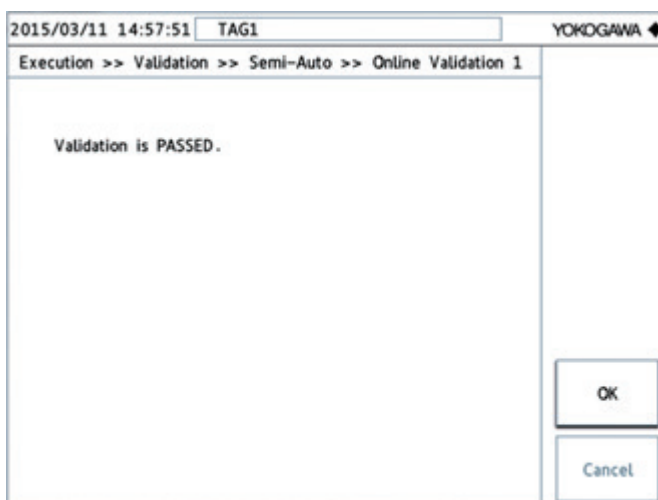 2015/03/11 14:57:51 TAG1 YOKOGAWA
Execution >> Validation >> Semi-Auto >> Online Validation 1
Validation is PASSED.
OK
Cancel